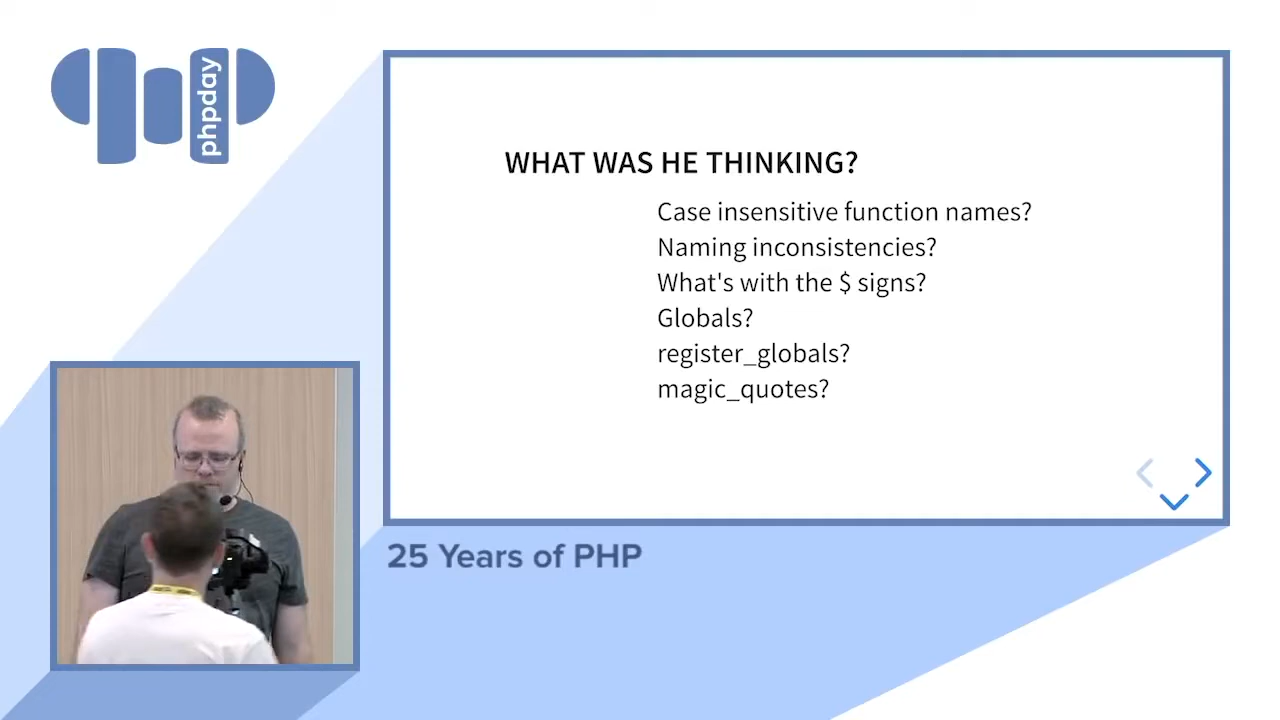 phpday
WHAT WAS HE THINKING?
Case insensitive function names?
Naming inconsistencies?
What's with the $ signs?
Globals?
register_globals?
magic_quotes?
25 Years of PHP